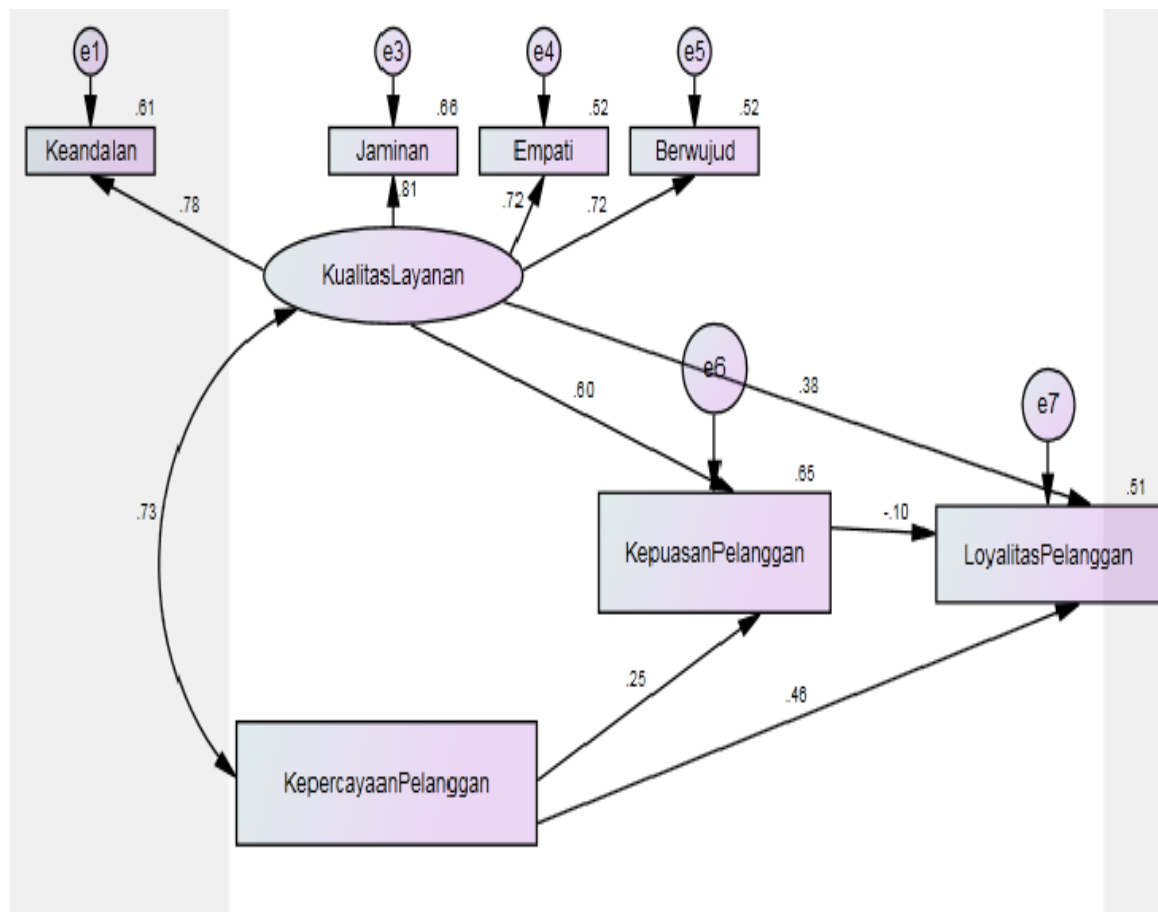 e1
e3
e4
e5
.61
.66
.52
.52
Keandalan
Jaminan
Empati
Berwujud
.78
.81
.72
.72
KualitasLayanan
e6
.60
.38
e7
.73
.65
.51
-.10
KepuasanPelanggan
LoyalitasPelanggan
.25
.46
KepercayaanPelanggan